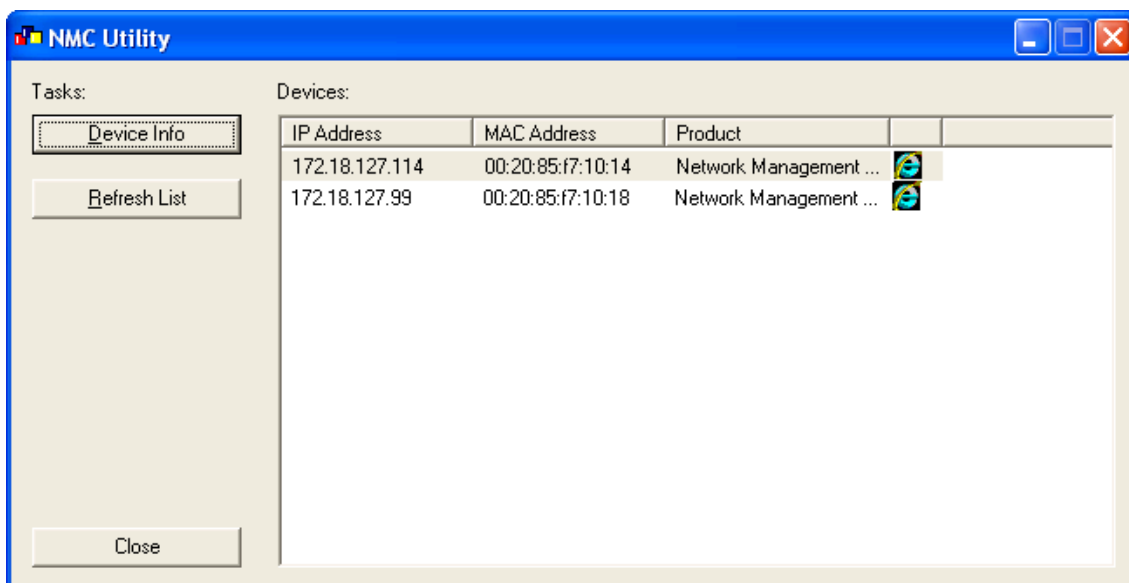 NMC Utility
Tasks:
Devices:
Device Info
IP Address MAC Address Product
172.18.127.114 00:20:85:f7:10:14 Network Management ...
Refresh List
172.18.127.99 00:20:85:f7:10:18 Network Management ...
Close